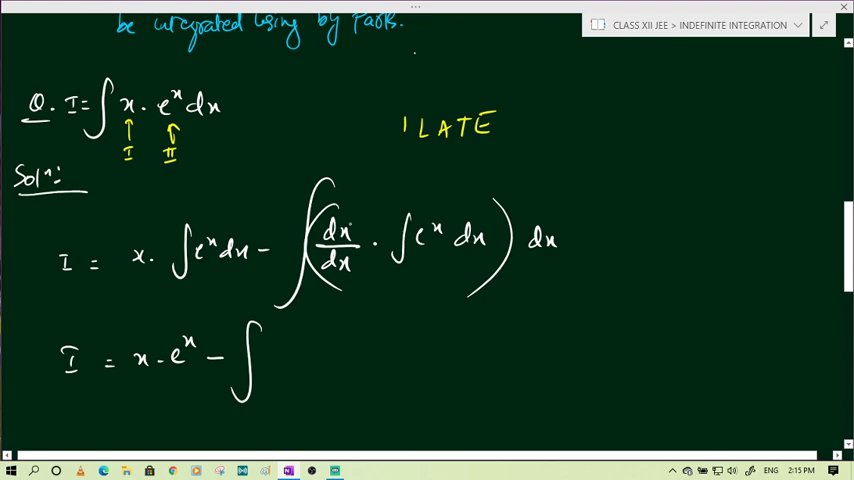 be integrated using by Parts.
CLASS XII JEE > INDEFINITE INTEGRATION
Q. I = ∫ x · eˣ dx
I II
I L A T E
Solⁿ:
I = x · ∫ eˣ dx − ∫ ( dx/dx · ∫ eˣ dx ) dx
I = x · eˣ − ∫
ENG 2:15 PM